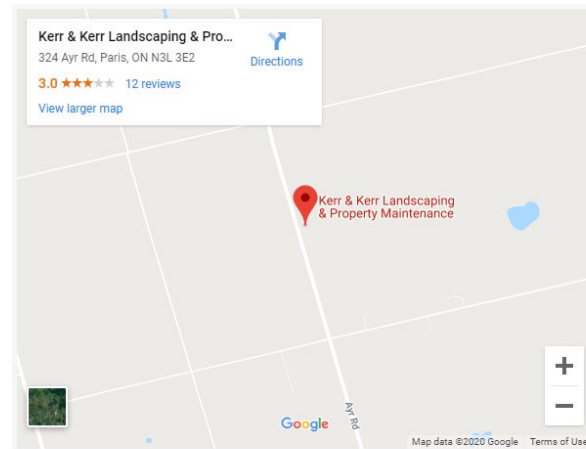 Kerr & Kerr Landscaping & Pro...
324 Ayr Rd, Paris, ON N3L 3E2
Directions
3.0
12 reviews
View larger map
Kerr & Kerr Landscaping
& Property Maintenance
Ayr Rd
Google
Map data ©2020 Google
Terms of Use